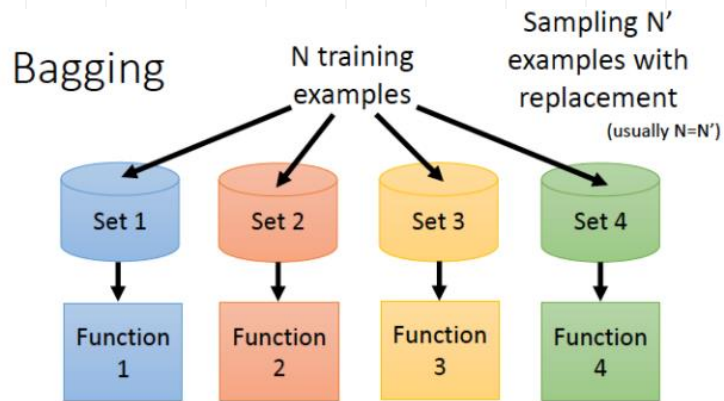 Bagging
N training
examples
Sampling N'
examples with
replacement
(usually N=N')
Set 1
Set 2
Set 3
Set 4
Function
1
Function
2
Function
3
Function
4